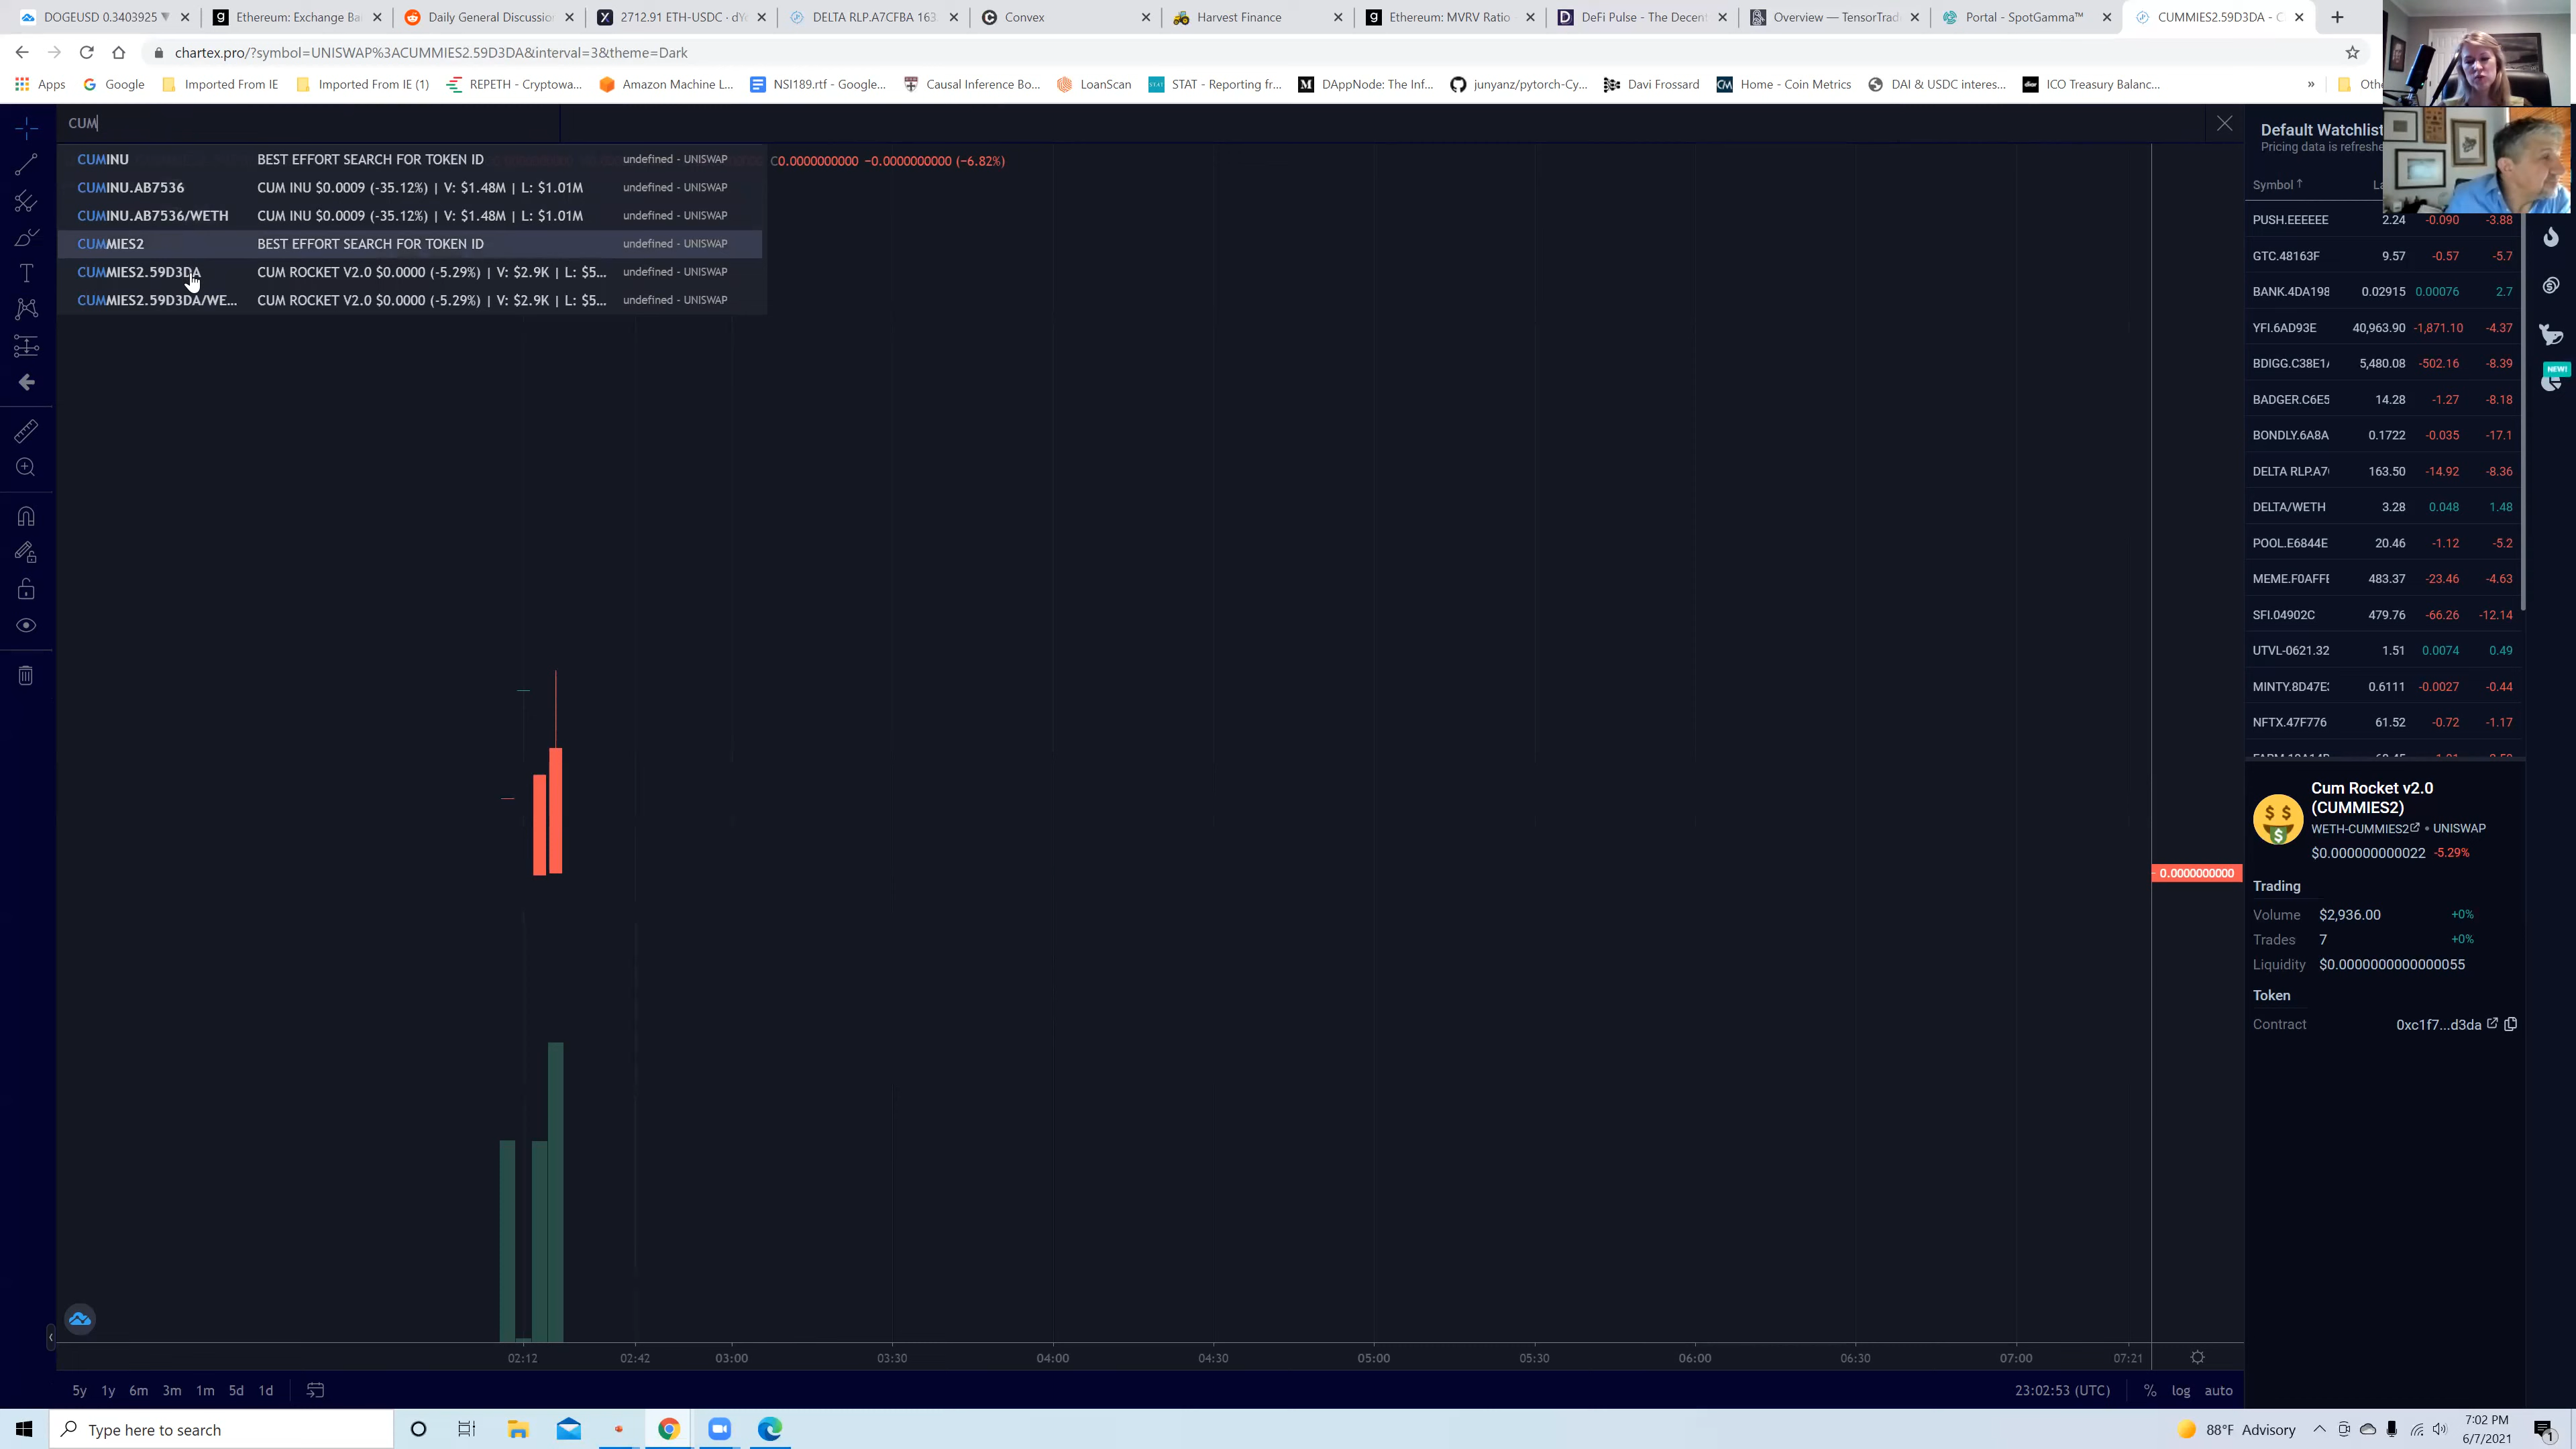 DOGEUSD 0.3403925 ▼
Ethereum: Exchange Ba
Daily General Discussio
2712.91 ETH-USDC · dY
DELTA RLP.A7CFBA 163
Convex
Harvest Finance
Ethereum: MVRV Ratio
DeFi Pulse - The Decent
Overview — TensorTrad
Portal - SpotGamma™
CUMMIES2.59D3DA - C
chartex.pro/?symbol=UNISWAP%3ACUMMIES2.59D3DA&interval=3&theme=Dark
Apps
Google
Imported From IE
Imported From IE (1)
REPETH - Cryptowa...
Amazon Machine L...
NSI189.rtf - Google...
Causal Inference Bo...
LoanScan
STAT - Reporting fr...
DAppNode: The Inf...
junyanz/pytorch-Cy...
Davi Frossard
Home - Coin Metrics
DAI & USDC interes...
ICO Treasury Balanc...
»
Othe
CUM
CUMINU BEST EFFORT SEARCH FOR TOKEN ID undefined - UNISWAP
C0.0000000000 −0.0000000000 (−6.82%)
CUMINU.AB7536 CUM INU $0.0009 (-35.12%) | V: $1.48M | L: $1.01M undefined - UNISWAP
CUMINU.AB7536/WETH CUM INU $0.0009 (-35.12%) | V: $1.48M | L: $1.01M undefined - UNISWAP
CUMMIES2 BEST EFFORT SEARCH FOR TOKEN ID undefined - UNISWAP
CUMMIES2.59D3DA CUM ROCKET V2.0 $0.0000 (-5.29%) | V: $2.9K | L: $5... undefined - UNISWAP
CUMMIES2.59D3DA/WE... CUM ROCKET V2.0 $0.0000 (-5.29%) | V: $2.9K | L: $5... undefined - UNISWAP
Default Watchlist
Pricing data is refreshe
Symbol ↑ La
PUSH.EEEEEE 2.24 -0.090 -3.88
GTC.48163F 9.57 -0.57 -5.7
BANK.4DA198 0.02915 0.00076 2.7
YFI.6AD93E 40,963.90 -1,871.10 -4.37
NEW!
BDIGG.C38E1 5,480.08 -502.16 -8.39
BADGER.C6E5 14.28 -1.27 -8.18
BONDLY.6A8A 0.1722 -0.035 -17.1
DELTA RLP.A7 163.50 -14.92 -8.36
DELTA/WETH 3.28 0.048 1.48
POOL.E6844E 20.46 -1.12 -5.2
MEME.F0AFF 483.37 -23.46 -4.63
SFI.04902C 479.76 -66.26 -12.14
UTVL-0621.32 1.51 0.0074 0.49
MINTY.8D47E 0.6111 -0.0027 -0.44
NFTX.47F776 61.52 -0.72 -1.17
Cum Rocket v2.0
(CUMMIES2)
WETH-CUMMIES2 • UNISWAP
$0.000000000022 -5.29%
Trading
Volume $2,936.00 +0%
Trades 7 +0%
Liquidity $0.0000000000000055
Token
Contract 0xc1f7...d3da
0.0000000000
02:12 02:42 03:00 03:30 04:00 04:30 05:00 05:30 06:00 06:30 07:00 07:21
5y 1y 6m 3m 1m 5d 1d
23:02:53 (UTC) % log auto
Type here to search
88°F Advisory
7:02 PM
6/7/2021
1